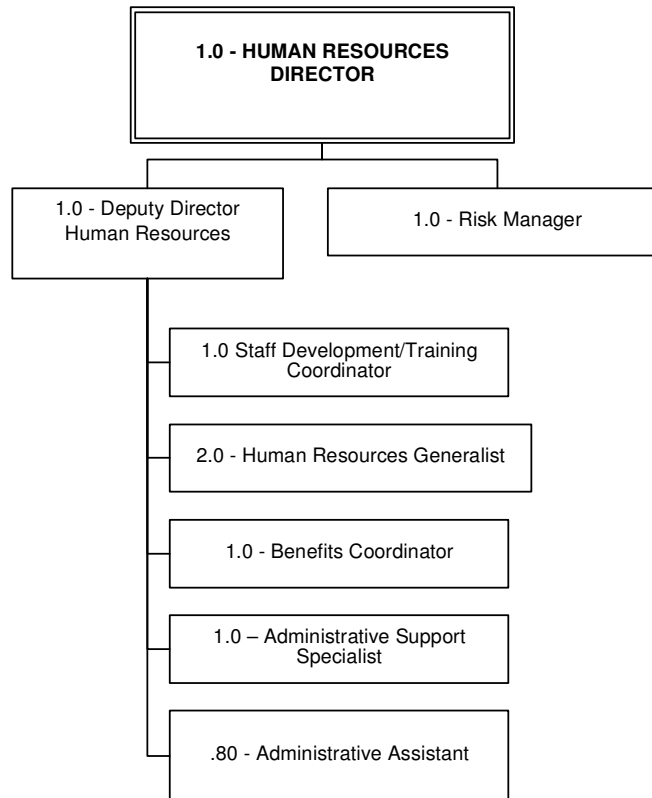 1.0 - HUMAN RESOURCES
DIRECTOR
1.0 - Deputy Director
Human Resources
1.0 - Risk Manager
1.0 Staff Development/Training
Coordinator
2.0 - Human Resources Generalist
1.0 - Benefits Coordinator
1.0 – Administrative Support
Specialist
.80 - Administrative Assistant